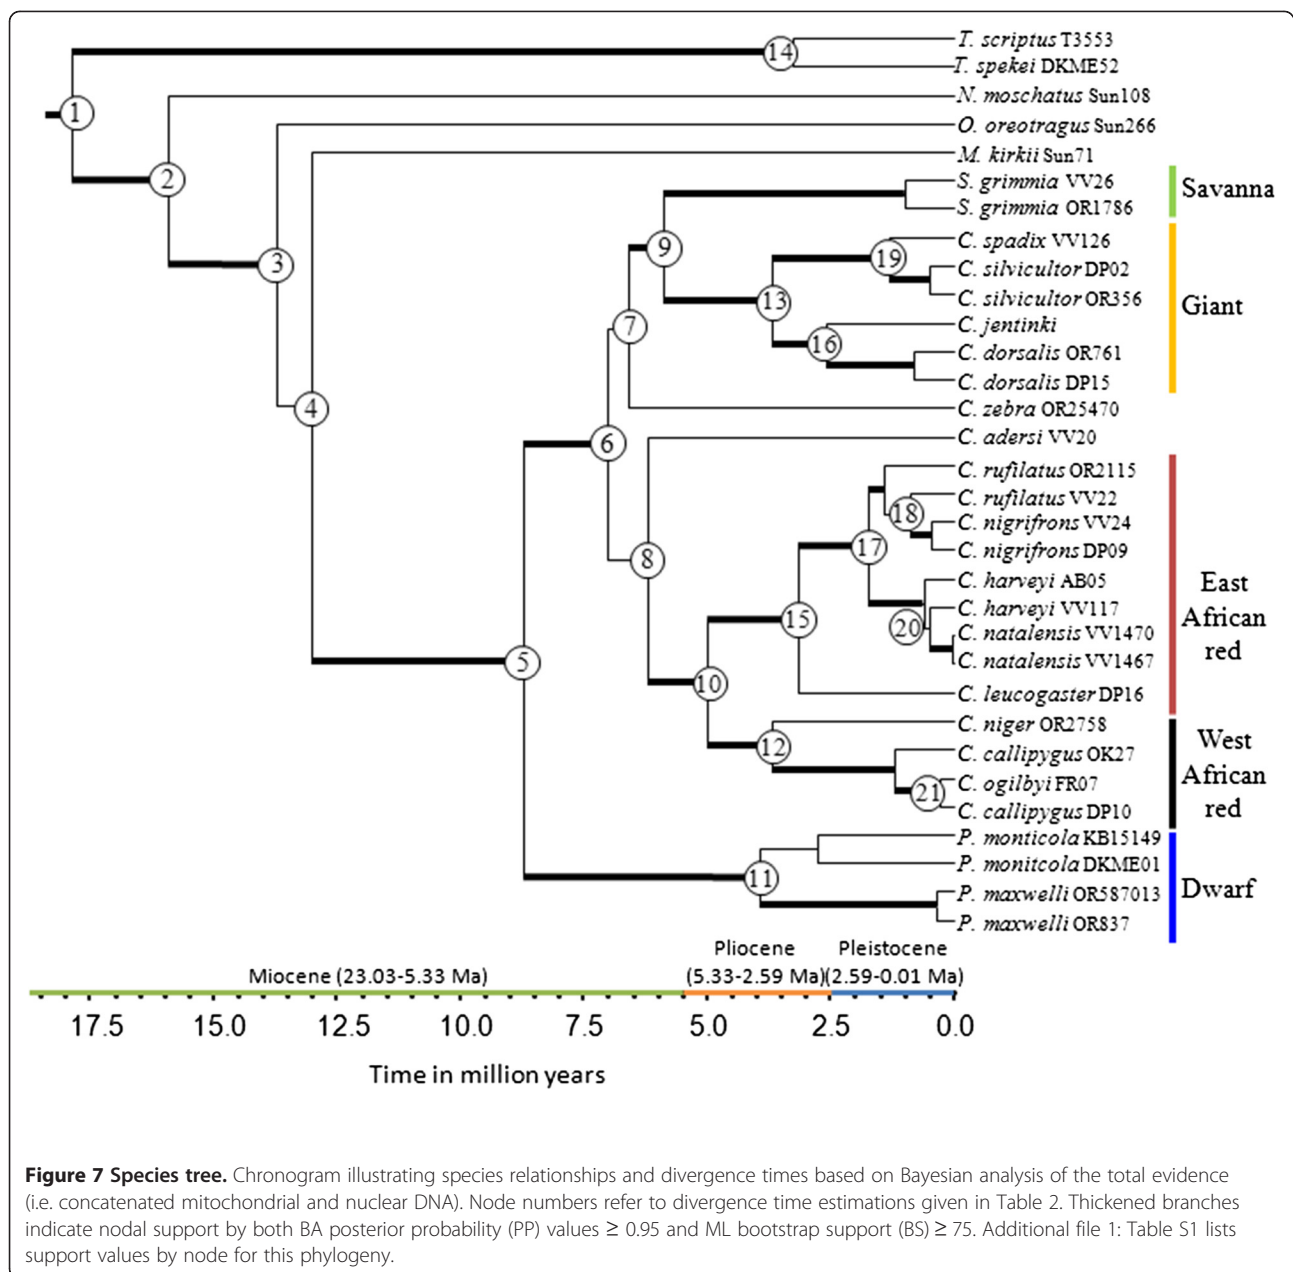 T. scriptus T3553
14
T. spekei DKME52
N. moschatus Sun108
1
O. oreotragus Sun266
M. kirkii Sun71
2
S. grimmia VV26
Savanna
S. grimmia OR1786
C. spadix VV126
9
19
3
C. silvicultor DP02
C. silvicultor OR356
13
Giant
C. jentinki
7
16
C. dorsalis OR761
C. dorsalis DP15
4
C. zebra OR25470
C. adersi VV20
6
C. rufilatus OR2115
C. rufilatus VV22
18
C. nigrifrons VV24
C. nigrifrons DP09
17
8
C. harveyi AB05
East
African
red
C. harveyi VV117
15
20
C. natalensis VV1470
C. natalensis VV1467
5
10
C. leucogaster DP16
C. niger OR2758
West
African
red
12
C. callipygus OK27
C. ogilbyi FR07
21
C. callipygus DP10
P. monticola KB15149
P. monitcola DKME01
11
Dwarf
P. maxwelli OR587013
P. maxwelli OR837
Pliocene
Pleistocene
Miocene (23.03-5.33 Ma)
(5.33-2.59 Ma)
(2.59-0.01 Ma)
17.5 15.0 12.5 10.0 7.5 5.0 2.5 0.0
Time in million years
Figure 7 Species tree. Chronogram illustrating species relationships and divergence times based on Bayesian analysis of the total evidence
(i.e. concatenated mitochondrial and nuclear DNA). Node numbers refer to divergence time estimations given in Table 2. Thickened branches
indicate nodal support by both BA posterior probability (PP) values ≥ 0.95 and ML bootstrap support (BS) ≥ 75. Additional file 1: Table S1 lists
support values by node for this phylogeny.